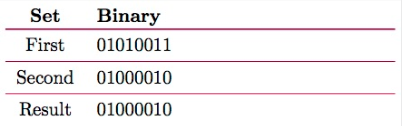 Set Binary
First 01010011
Second 01000010
Result 01000010